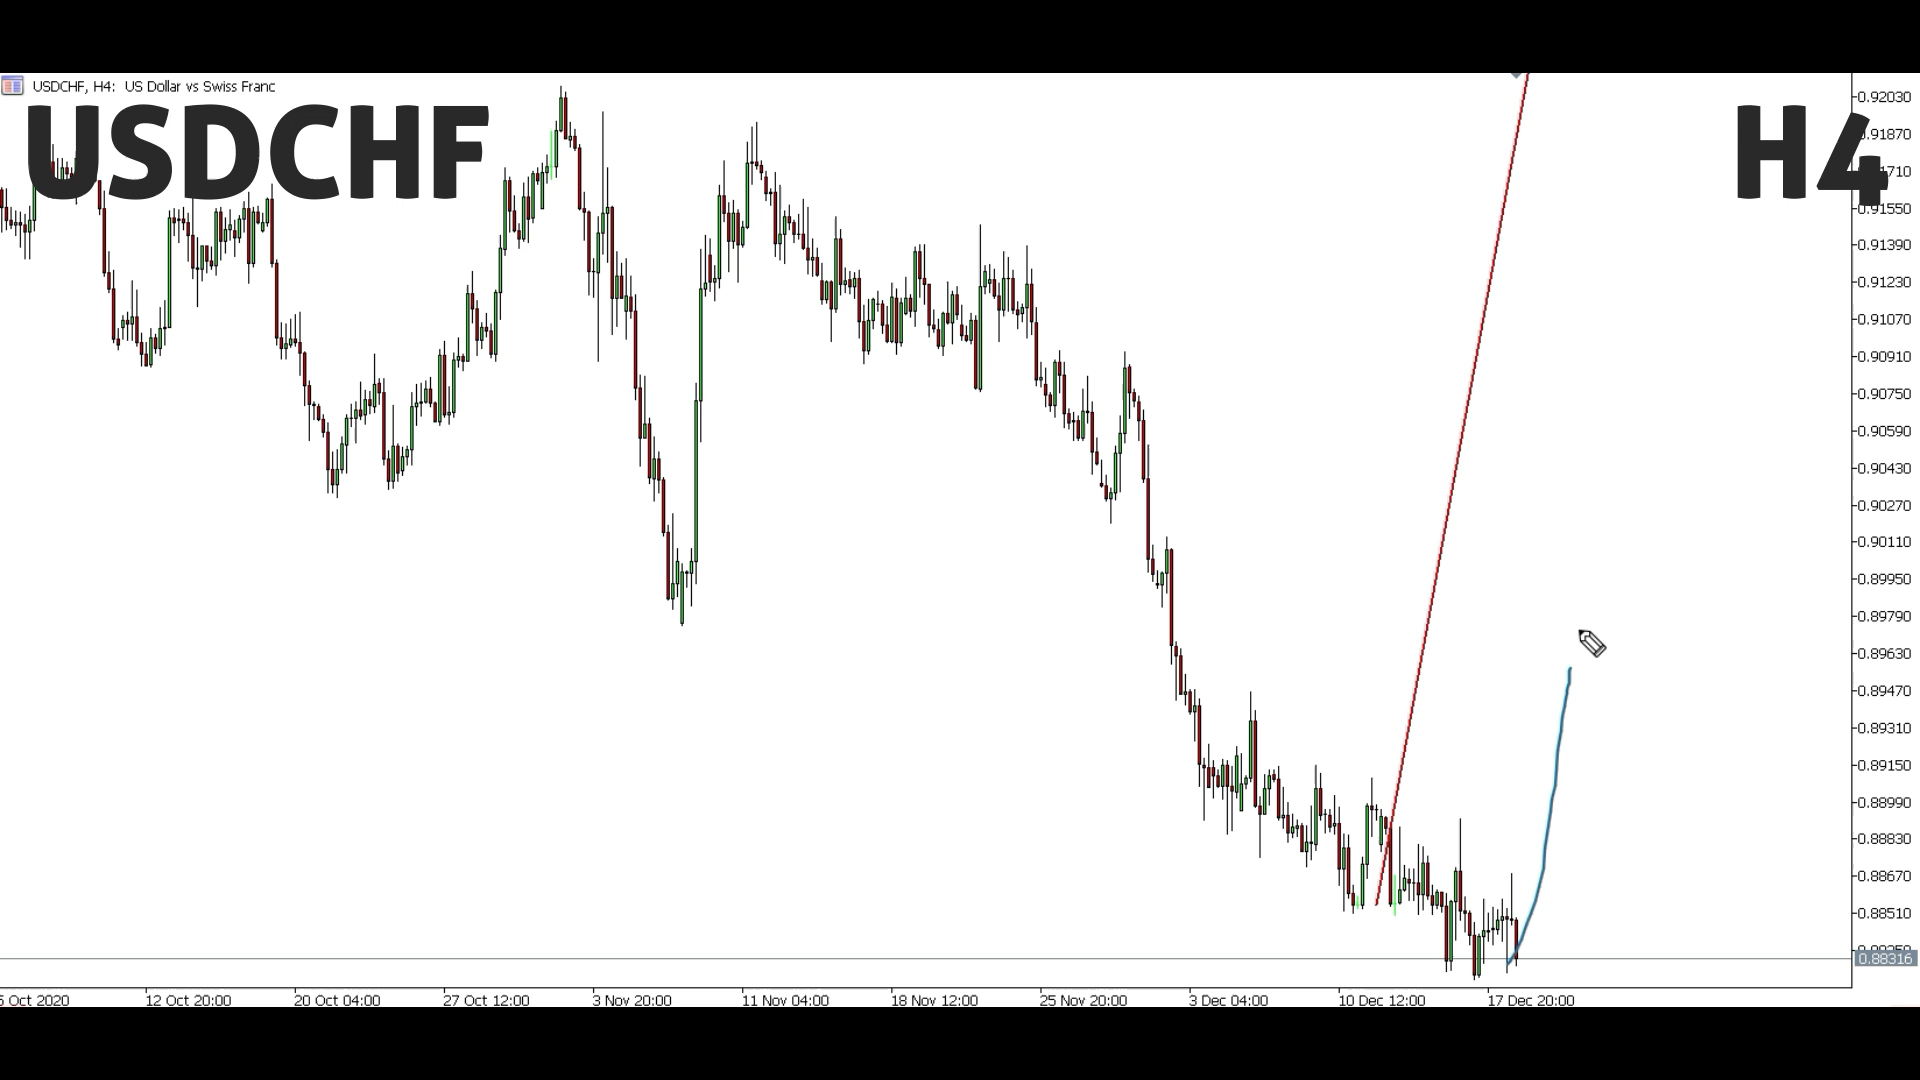 USDCHF, H4: US Dollar vs Swiss Franc
USDCHF
H4
0.92030
0.91870
0.91550
0.91390
0.91230
0.91070
0.90910
0.90750
0.90590
0.90430
0.90270
0.90110
0.89950
0.89790
0.89630
0.89470
0.89310
0.89150
0.88990
0.88830
0.88670
0.88510
0.88316
Oct 2020
12 Oct 20:00
20 Oct 04:00
27 Oct 12:00
3 Nov 20:00
11 Nov 04:00
18 Nov 12:00
25 Nov 20:00
3 Dec 04:00
10 Dec 12:00
17 Dec 20:00